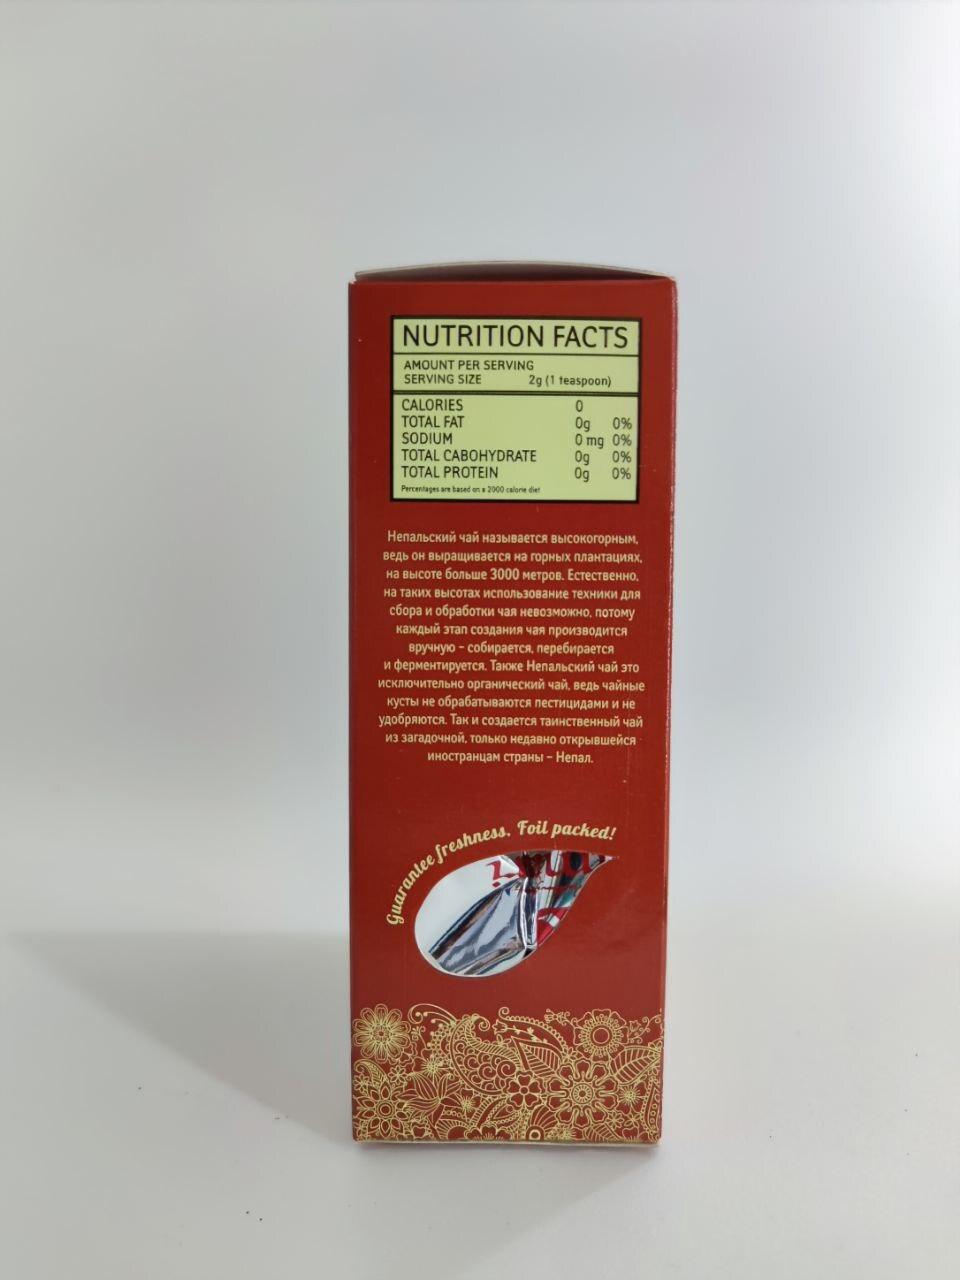 NUTRITION FACTS
AMOUNT PER SERVING
SERVING SIZE 2g (1 teaspoon)
CALORIES 0
TOTAL FAT 0g 0%
SODIUM 0 mg 0%
TOTAL CABOHYDRATE 0g 0%
TOTAL PROTEIN 0g 0%
Percentages are based on a 2000 calorie diet
Непальский чай называется высокогорным,
ведь он выращивается на горных плантациях,
на высоте больше 3000 метров. Естественно,
на таких высотах использование техники для
сбора и обработки чая невозможно, потому
каждый этап создания чая производится
вручную – собирается, перебирается
и ферментируется. Также Непальский чай это
исключительно органический чай, ведь чайные
кусты не обрабатываются пестицидами и не
удобряются. Так и создается таинственный чай
из загадочной, только недавно открывшейся
иностранцам страны – Непал.
Guarantee freshness. Foil packed!